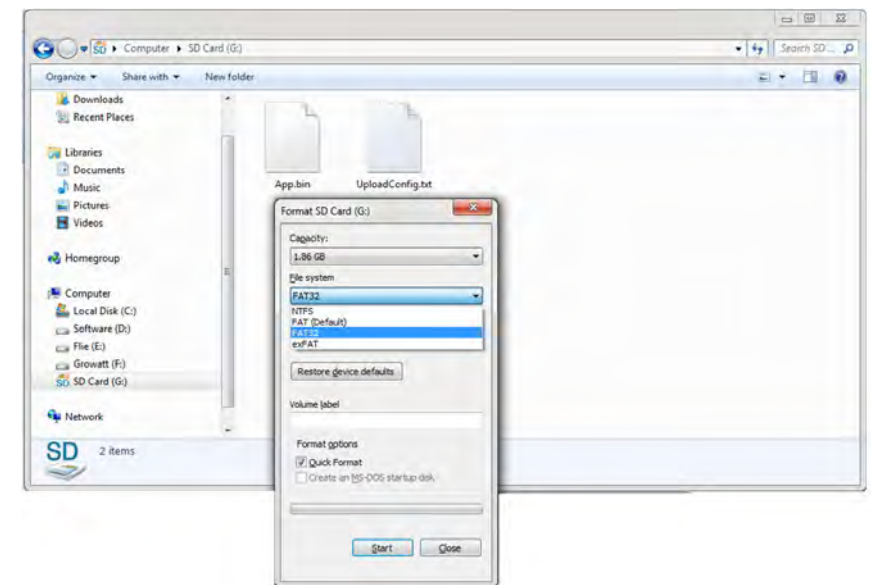 SD Computer SD Card (G:)
Search SD ...
Organize Share with New folder
Downloads
Recent Places
Libraries
Documents
Music
Pictures
Videos
Homegroup
Computer
Local Disk (C:)
Software (D:)
Flie (E:)
Growatt (F:)
SD SD Card (G:)
Network
App.bin UploadConfig.txt
Format SD Card (G:)
Capacity:
1.86 GB
File system
FAT32
NTFS
FAT (Default)
FAT32
exFAT
Restore device defaults
Volume label
Format options
Quick Format
Create an MS-DOS startup disk
Start Close
SD 2 items